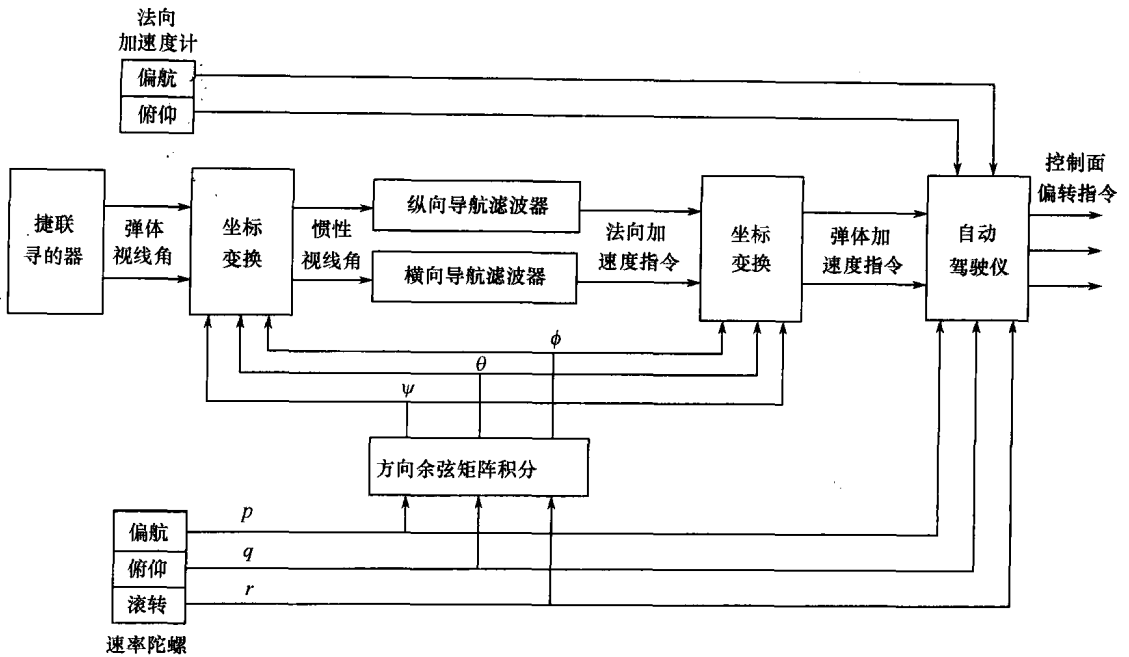 法向
加速度计
偏航
俯仰
捷联
寻的器
弹体
视线角
坐标
变换
惯性
视线角
纵向导航滤波器
横向导航滤波器
法向加
速度指令
坐标
变换
弹体加
速度指令
自动
驾驶仪
控制面
偏转指令
ϕ
θ
ψ
方向余弦矩阵积分
偏航
p
俯仰
q
滚转
r
速率陀螺